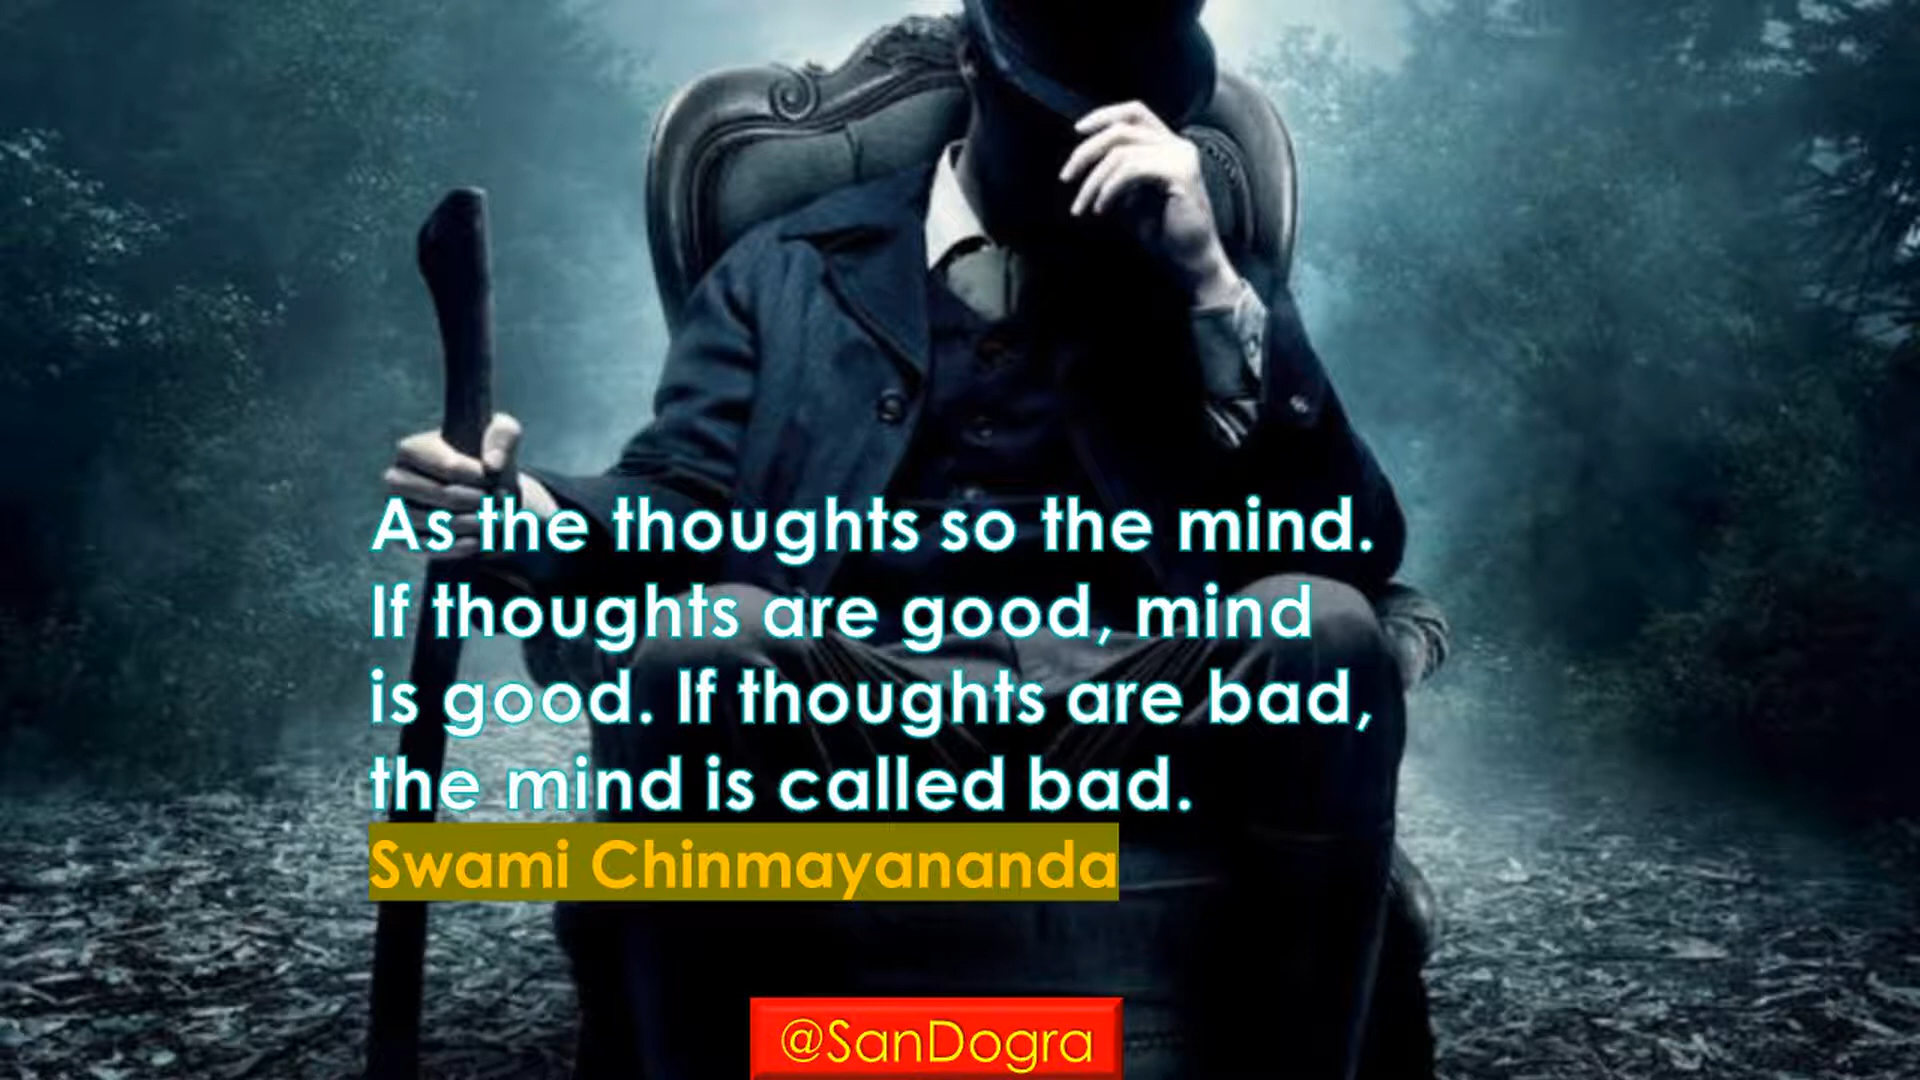 As the thoughts so the mind.
If thoughts are good, mind
is good. If thoughts are bad,
the mind is called bad.
Swami Chinmayananda
@SanDogra